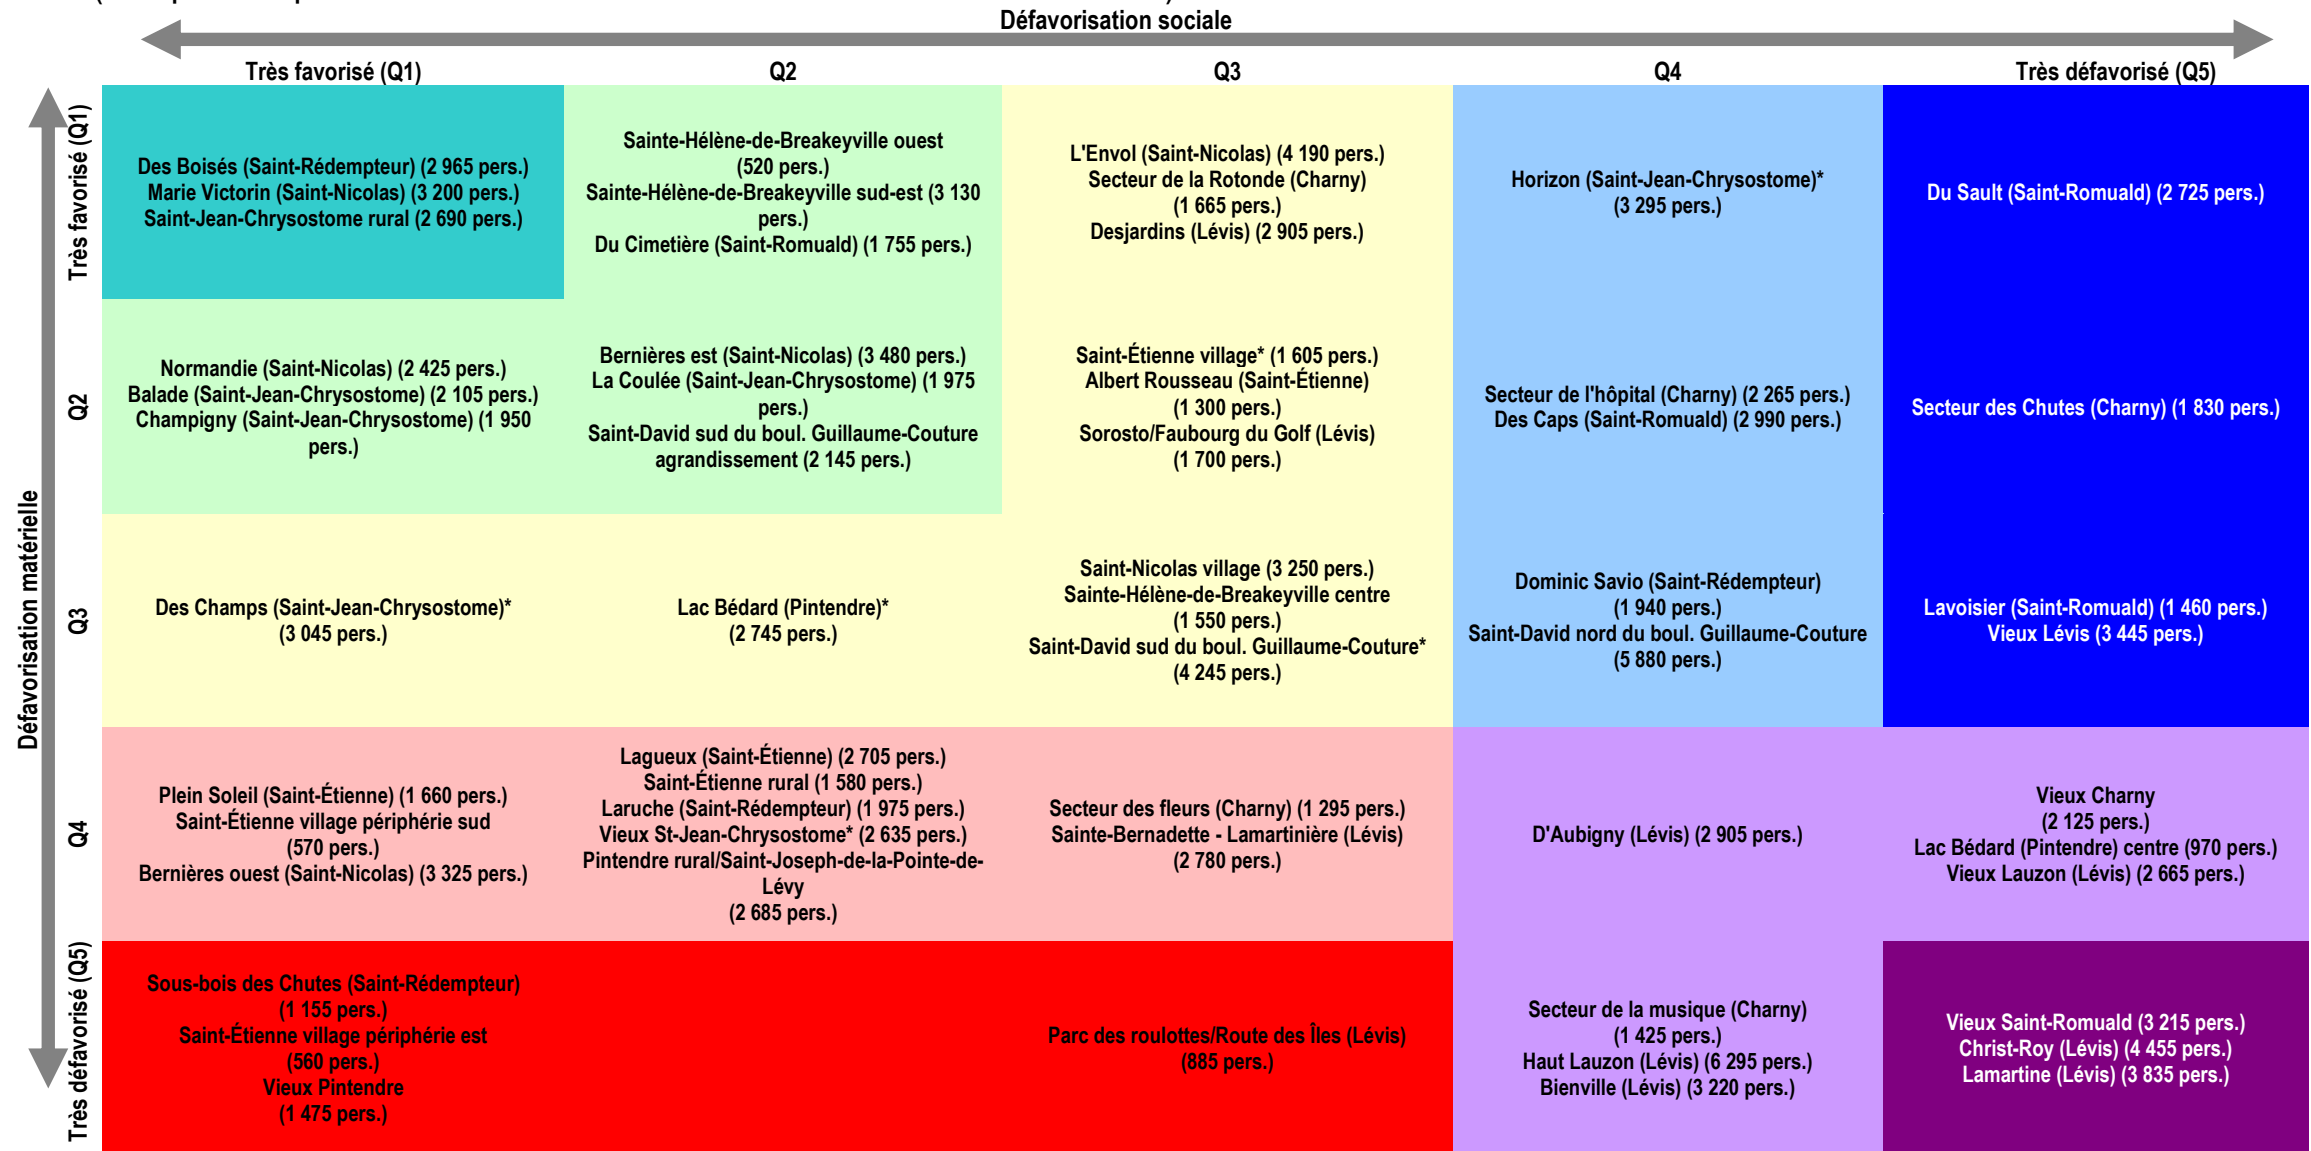 Défavorisation sociale
Très favorisé (Q1)
Q2
Q3
Q4
Très défavorisé (Q5)
Défavorisation matérielle
Très favorisé (Q1)
Des Boisés (Saint-Rédempteur) (2 965 pers.)
Marie Victorin (Saint-Nicolas) (3 200 pers.)
Saint-Jean-Chrysostome rural (2 690 pers.)
Sainte-Hélène-de-Breakeyville ouest
(520 pers.)
Sainte-Hélène-de-Breakeyville sud-est (3 130
pers.)
Du Cimetière (Saint-Romuald) (1 755 pers.)
L'Envol (Saint-Nicolas) (4 190 pers.)
Secteur de la Rotonde (Charny)
(1 665 pers.)
Desjardins (Lévis) (2 905 pers.)
Horizon (Saint-Jean-Chrysostome)*
(3 295 pers.)
Du Sault (Saint-Romuald) (2 725 pers.)
Q2
Normandie (Saint-Nicolas) (2 425 pers.)
Balade (Saint-Jean-Chrysostome) (2 105 pers.)
Champigny (Saint-Jean-Chrysostome) (1 950
pers.)
Bernières est (Saint-Nicolas) (3 480 pers.)
La Coulée (Saint-Jean-Chrysostome) (1 975
pers.)
Saint-David sud du boul. Guillaume-Couture
agrandissement (2 145 pers.)
Saint-Étienne village* (1 605 pers.)
Albert Rousseau (Saint-Étienne)
(1 300 pers.)
Sorosto/Faubourg du Golf (Lévis)
(1 700 pers.)
Secteur de l'hôpital (Charny) (2 265 pers.)
Des Caps (Saint-Romuald) (2 990 pers.)
Secteur des Chutes (Charny) (1 830 pers.)
Q3
Des Champs (Saint-Jean-Chrysostome)*
(3 045 pers.)
Lac Bédard (Pintendre)*
(2 745 pers.)
Saint-Nicolas village (3 250 pers.)
Sainte-Hélène-de-Breakeyville centre
(1 550 pers.)
Saint-David sud du boul. Guillaume-Couture*
(4 245 pers.)
Dominic Savio (Saint-Rédempteur)
(1 940 pers.)
Saint-David nord du boul. Guillaume-Couture
(5 880 pers.)
Lavoisier (Saint-Romuald) (1 460 pers.)
Vieux Lévis (3 445 pers.)
Q4
Plein Soleil (Saint-Étienne) (1 660 pers.)
Saint-Étienne village périphérie sud
(570 pers.)
Bernières ouest (Saint-Nicolas) (3 325 pers.)
Lagueux (Saint-Étienne) (2 705 pers.)
Saint-Étienne rural (1 580 pers.)
Laruche (Saint-Rédempteur) (1 975 pers.)
Vieux St-Jean-Chrysostome* (2 635 pers.)
Pintendre rural/Saint-Joseph-de-la-Pointe-de-
Lévy
(2 685 pers.)
Secteur des fleurs (Charny) (1 295 pers.)
Sainte-Bernadette - Lamartinière (Lévis)
(2 780 pers.)
D'Aubigny (Lévis) (2 905 pers.)
Vieux Charny
(2 125 pers.)
Lac Bédard (Pintendre) centre (970 pers.)
Vieux Lauzon (Lévis) (2 665 pers.)
Très défavorisé (Q5)
Sous-bois des Chutes (Saint-Rédempteur)
(1 155 pers.)
Saint-Étienne village périphérie est
(560 pers.)
Vieux Pintendre
(1 475 pers.)
Parc des roulottes/Route des Îles (Lévis)
(885 pers.)
Secteur de la musique (Charny)
(1 425 pers.)
Haut Lauzon (Lévis) (6 295 pers.)
Bienville (Lévis) (3 220 pers.)
Vieux Saint-Romuald (3 215 pers.)
Christ-Roy (Lévis) (4 455 pers.)
Lamartine (Lévis) (3 835 pers.)